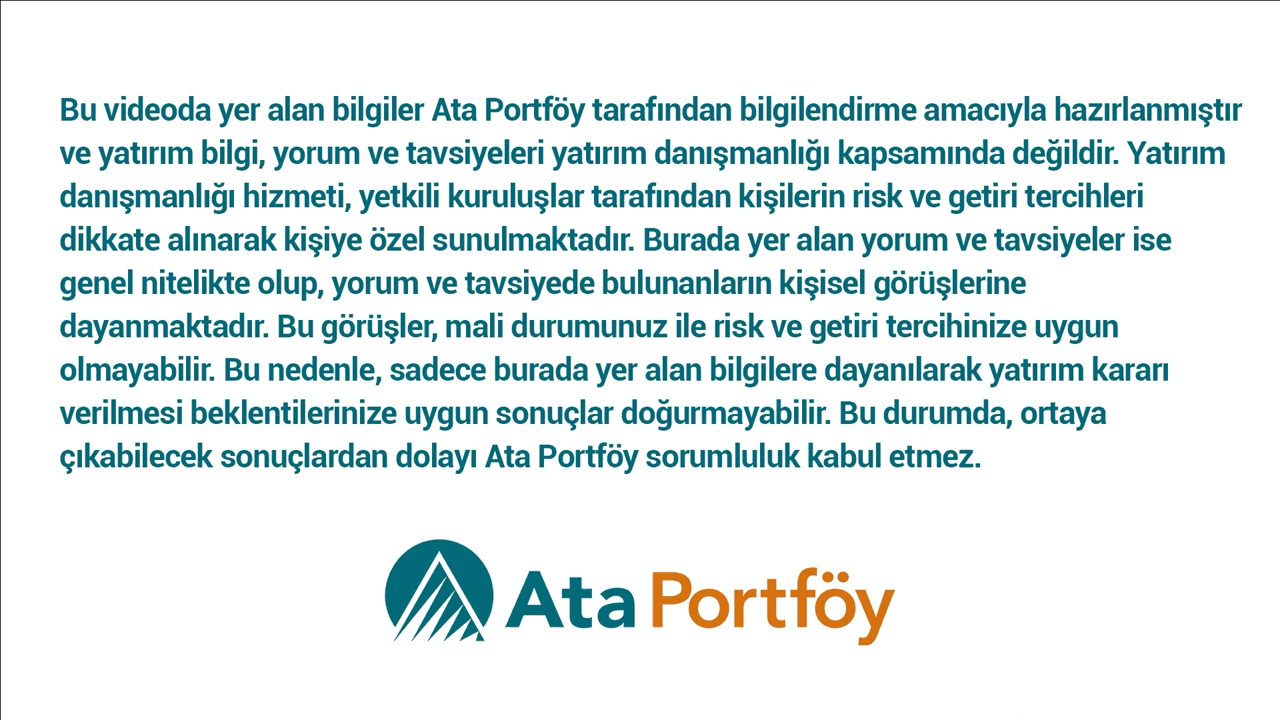 Bu videoda yer alan bilgiler Ata Portföy tarafından bilgilendirme amacıyla hazırlanmıştır
ve yatırım bilgi, yorum ve tavsiyeleri yatırım danışmanlığı kapsamında değildir. Yatırım
danışmanlığı hizmeti, yetkili kuruluşlar tarafından kişilerin risk ve getiri tercihleri
dikkate alınarak kişiye özel sunulmaktadır. Burada yer alan yorum ve tavsiyeler ise
genel nitelikte olup, yorum ve tavsiyede bulunanların kişisel görüşlerine
dayanmaktadır. Bu görüşler, mali durumunuz ile risk ve getiri tercihinize uygun
olmayabilir. Bu nedenle, sadece burada yer alan bilgilere dayanılarak yatırım kararı
verilmesi beklentilerinize uygun sonuçlar doğurmayabilir. Bu durumda, ortaya
çıkabilecek sonuçlardan dolayı Ata Portföy sorumluluk kabul etmez.
Ata Portföy